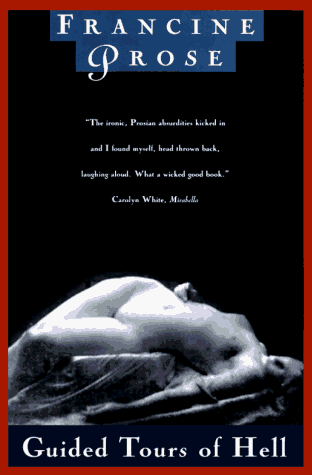 FRANCINE
PROSE
"The ironic, Prosian absurdities kicked in
and I found myself, head thrown back,
laughing aloud. What a wicked good book."
Carolyn White, Mirabella
Guided Tours of Hell